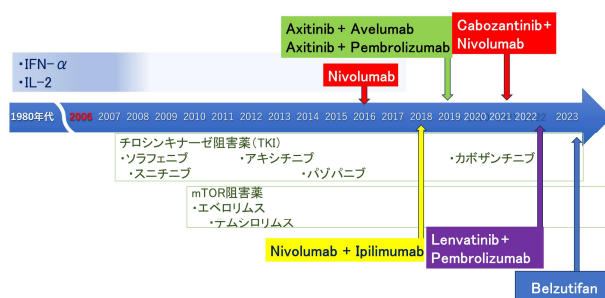 Axitinib + Avelumab
Axitinib + Pembrolizumab
Cabozantinib+
Nivolumab
・IFN-α
・IL-2
Nivolumab
1980年代 2006 2007 2008 2009 2010 2011 2012 2013 2014 2015 2016 2017 2018 2019 2020 2021 2022 2023
チロシンキナーゼ阻害薬(TKI)
・ソラフェニブ ・アキシチニブ ・カボザンチニブ
・スニチニブ ・パゾパニブ
mTOR阻害薬
・エベロリムス
・テムシロリムス
Nivolumab + Ipilimumab
Lenvatinib+
Pembrolizumab
Belzutifan